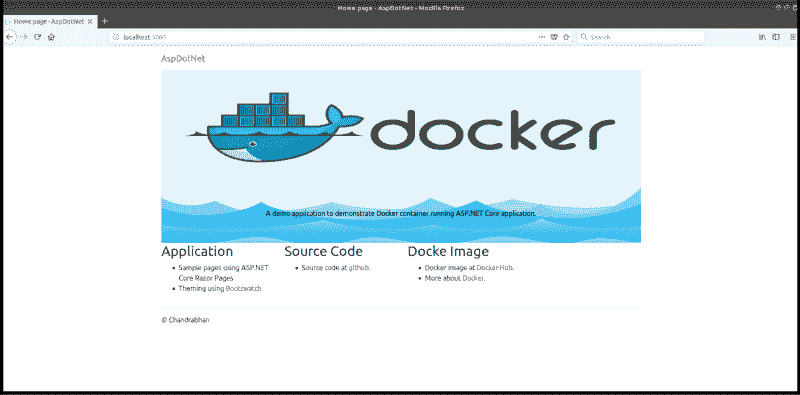 Home page - AspDotNet - Mozilla Firefox
Home page - AspDotNet
localhost:5000
Search
AspDotNet
docker
A demo application to demonstrate Docker container running ASP.NET Core application.
Application
Sample pages using ASP.NET
Core Razor Pages
Theming using Bootswatch
Source Code
Source code at github.
Docke Image
Docker image at Docker-Hub.
More about Docker.
© Chandrabhan